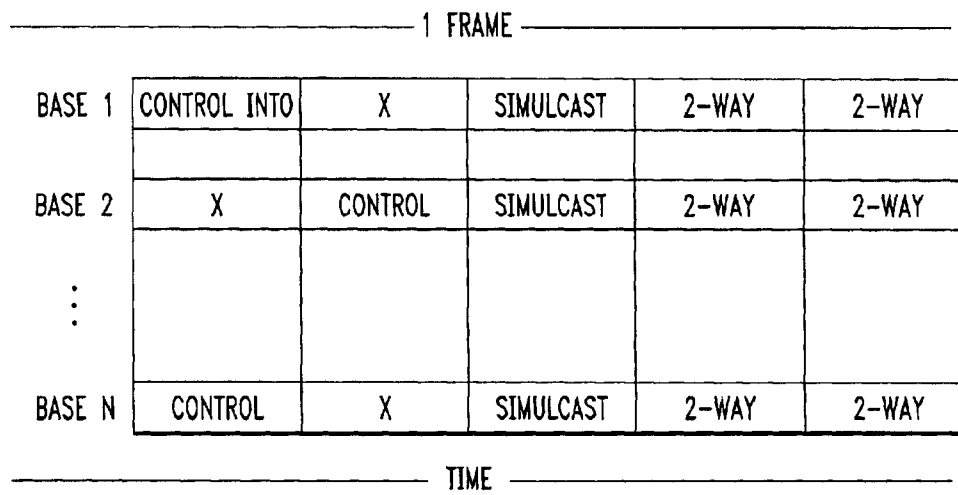 1 FRAME
BASE 1 CONTROL INTO X SIMULCAST 2-WAY 2-WAY
BASE 2 X CONTROL SIMULCAST 2-WAY 2-WAY
BASE N CONTROL X SIMULCAST 2-WAY 2-WAY
TIME